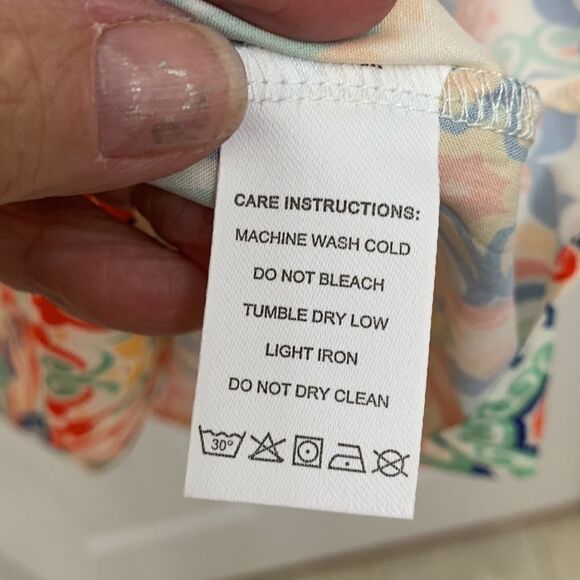 CARE INSTRUCTIONS:
MACHINE WASH COLD
DO NOT BLEACH
TUMBLE DRY LOW
LIGHT IRON
DO NOT DRY CLEAN
30°